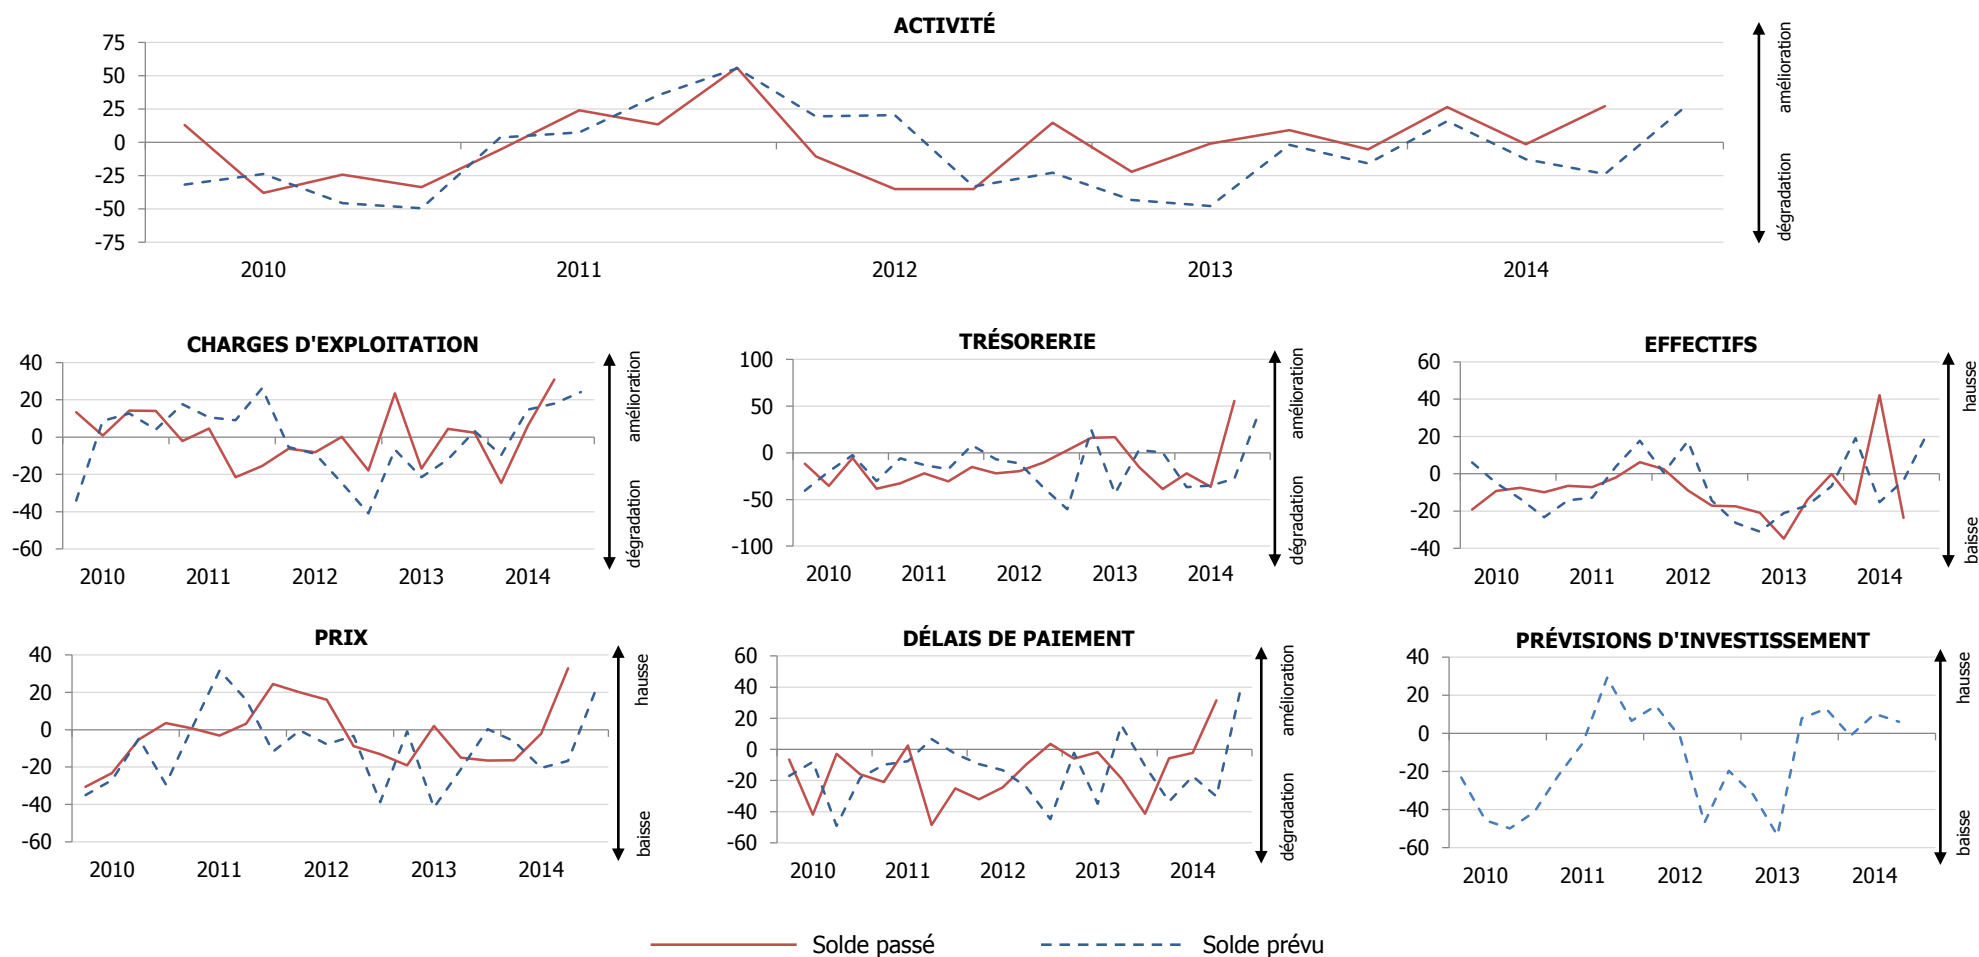 ACTIVITÉ
75
50
25
0
-25
-50
-75
2010 2011 2012 2013 2014
amélioration
dégradation
CHARGES D'EXPLOITATION
40
20
0
-20
-40
-60
2010 2011 2012 2013 2014
amélioration
dégradation
TRÉSORERIE
100
50
0
-50
-100
2010 2011 2012 2013 2014
amélioration
dégradation
EFFECTIFS
60
40
20
0
-20
-40
2010 2011 2012 2013 2014
hausse
baisse
PRIX
40
20
0
-20
-40
-60
2010 2011 2012 2013 2014
hausse
baisse
DÉLAIS DE PAIEMENT
60
40
20
0
-20
-40
-60
2010 2011 2012 2013 2014
amélioration
dégradation
PRÉVISIONS D'INVESTISSEMENT
40
20
0
-20
-40
-60
2010 2011 2012 2013 2014
hausse
baisse
Solde passé Solde prévu